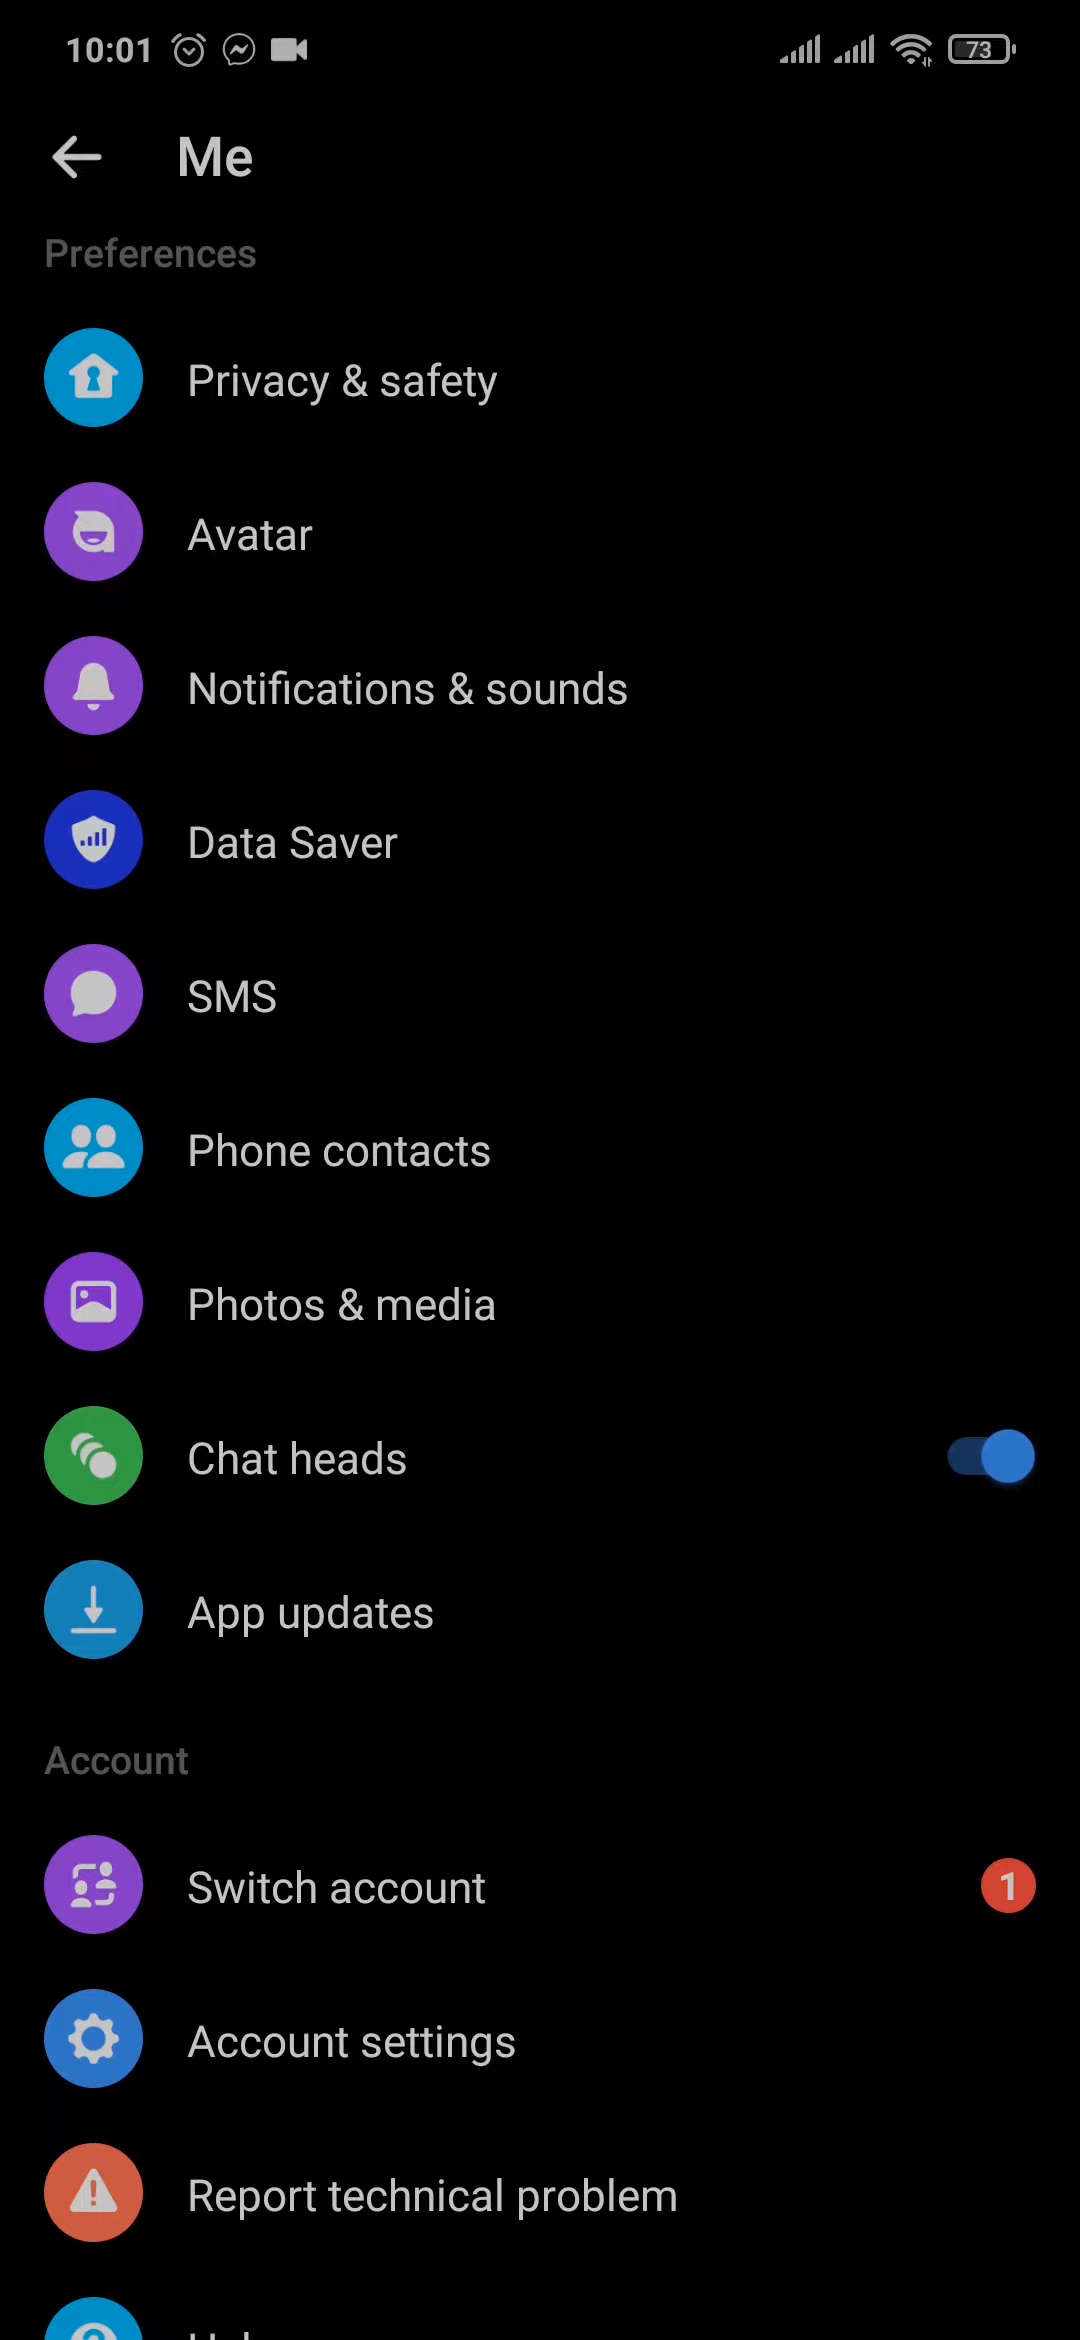 10:01
73
Me
Preferences
Privacy & safety
Avatar
Notifications & sounds
Data Saver
SMS
Phone contacts
Photos & media
Chat heads
App updates
Account
Switch account
1
Account settings
Report technical problem